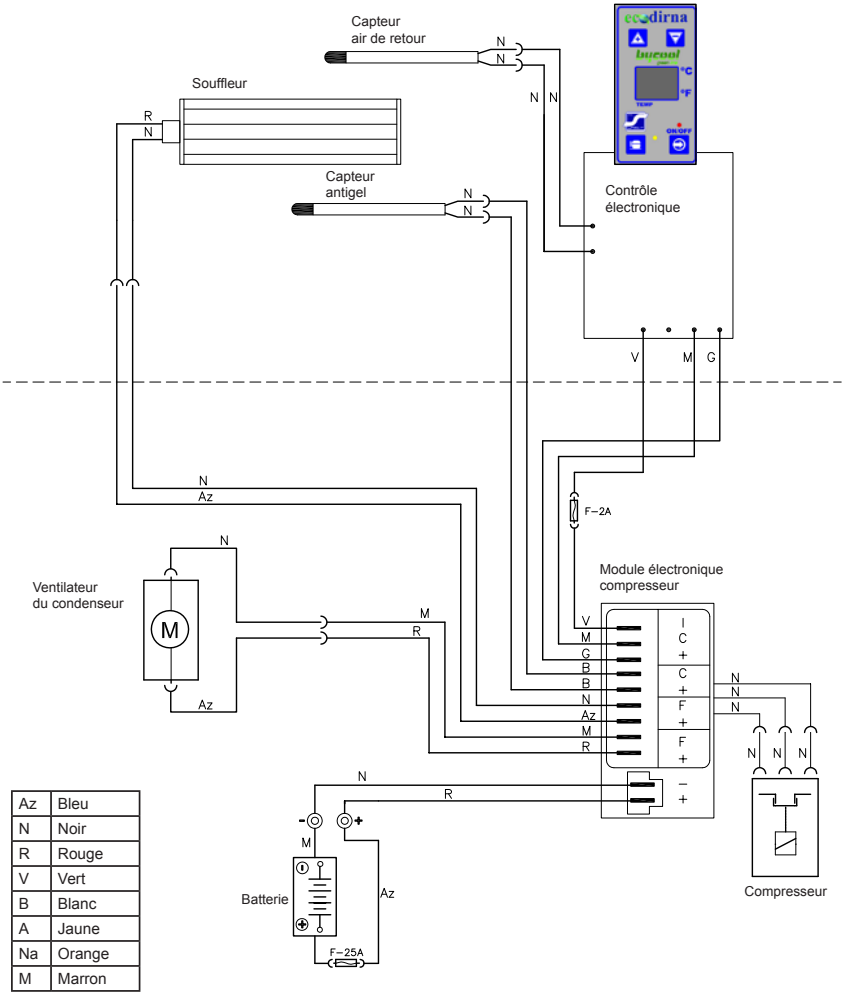 Capteur
air de retour
N
N
N N
ecodirna
bycool
°C
°F
TEMP
ON/OFF
Souffleur
R
N
Capteur
antigel
N
N
Contrôle
électronique
V M G
N
Az
F-2A
N
Ventilateur
du condenseur
M
Az
M
R
Module électronique
compresseur
V
M
G
B
B
N
Az
M
R
I
C
+
C
+
F
+
F
+
−
+
N
N
N
N N N
Compresseur
N
R
- +
M
Az
Batterie
F-25A
Az Bleu
N Noir
R Rouge
V Vert
B Blanc
A Jaune
Na Orange
M Marron